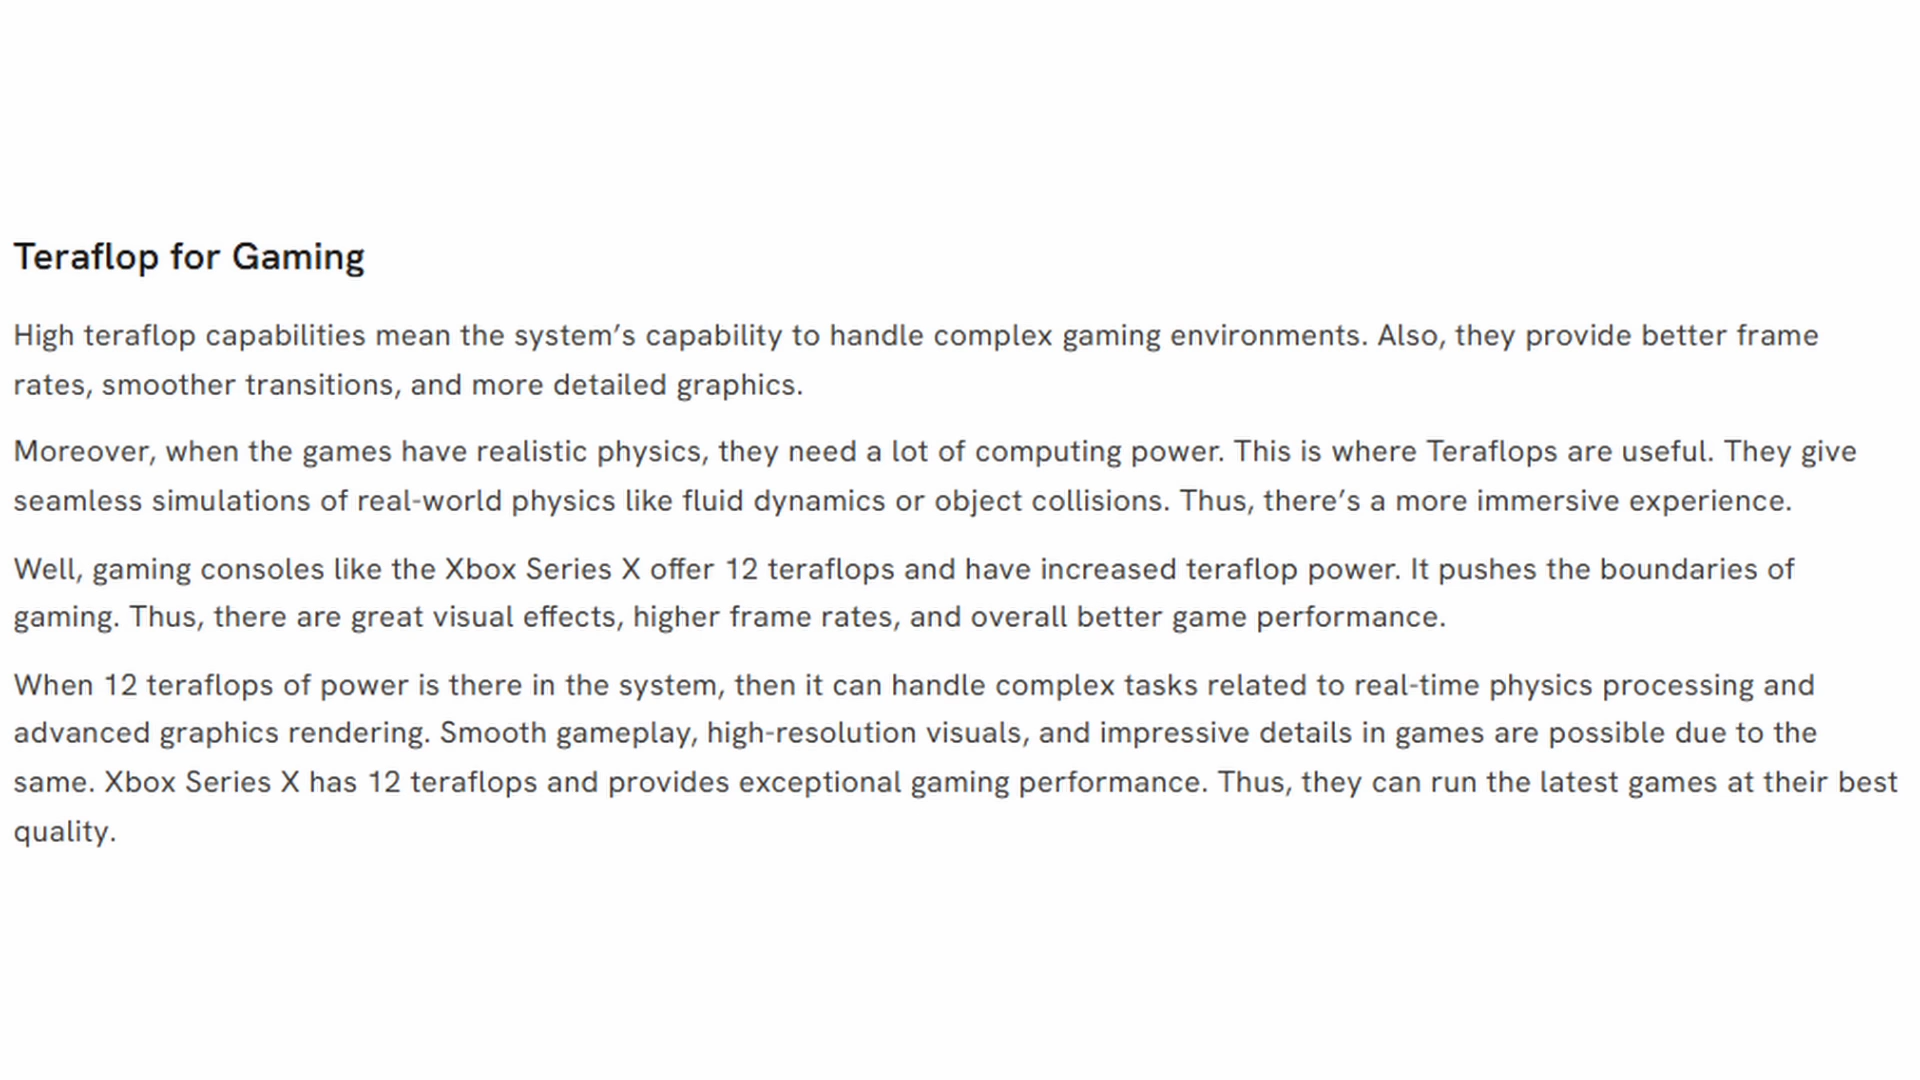 Teraflop for Gaming
High teraflop capabilities mean the system’s capability to handle complex gaming environments. Also, they provide better frame
rates, smoother transitions, and more detailed graphics.
Moreover, when the games have realistic physics, they need a lot of computing power. This is where Teraflops are useful. They give
seamless simulations of real-world physics like fluid dynamics or object collisions. Thus, there’s a more immersive experience.
Well, gaming consoles like the Xbox Series X offer 12 teraflops and have increased teraflop power. It pushes the boundaries of
gaming. Thus, there are great visual effects, higher frame rates, and overall better game performance.
When 12 teraflops of power is there in the system, then it can handle complex tasks related to real-time physics processing and
advanced graphics rendering. Smooth gameplay, high-resolution visuals, and impressive details in games are possible due to the
same. Xbox Series X has 12 teraflops and provides exceptional gaming performance. Thus, they can run the latest games at their best
quality.